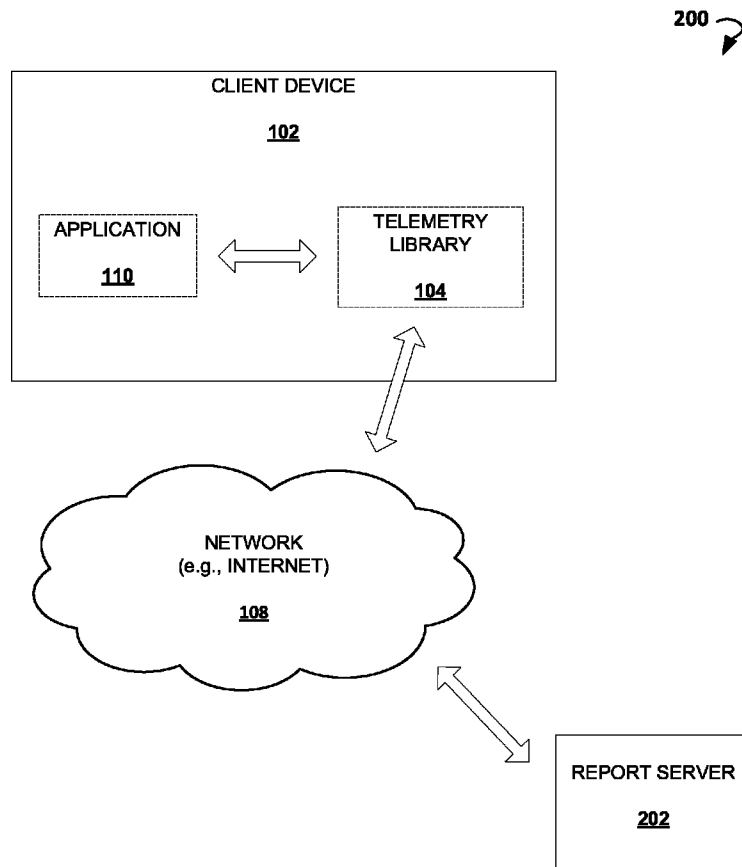 200
CLIENT DEVICE
102
APPLICATION
110
TELEMETRY
LIBRARY
104
NETWORK
(e.g., INTERNET)
108
REPORT SERVER
202